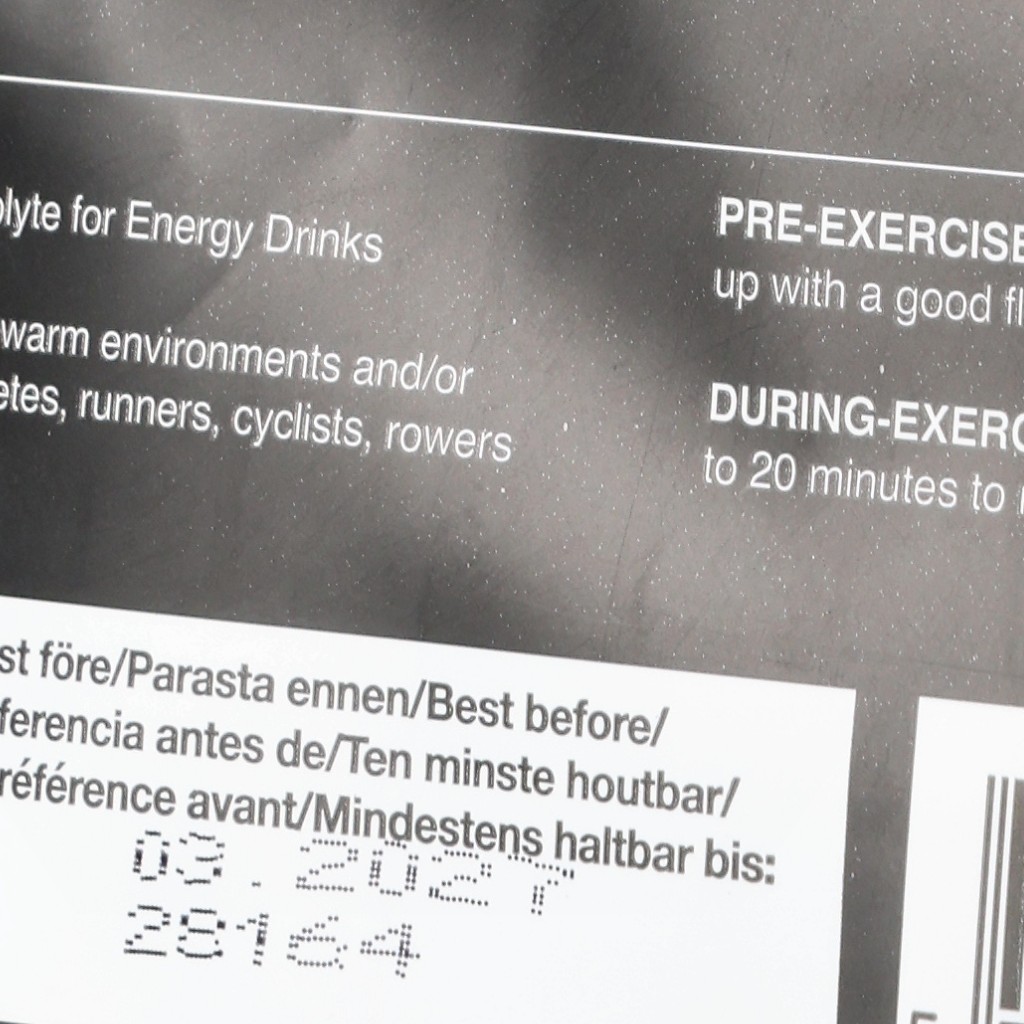 olyte for Energy Drinks
warm environments and/or
etes, runners, cyclists, rowers
PRE-EXERCISE
up with a good fl
DURING-EXERC
to 20 minutes to
st före/Parasta ennen/Best before/
ferencia antes de/Ten minste houtbar/
référence avant/Mindestens haltbar bis:
03.2027
28164